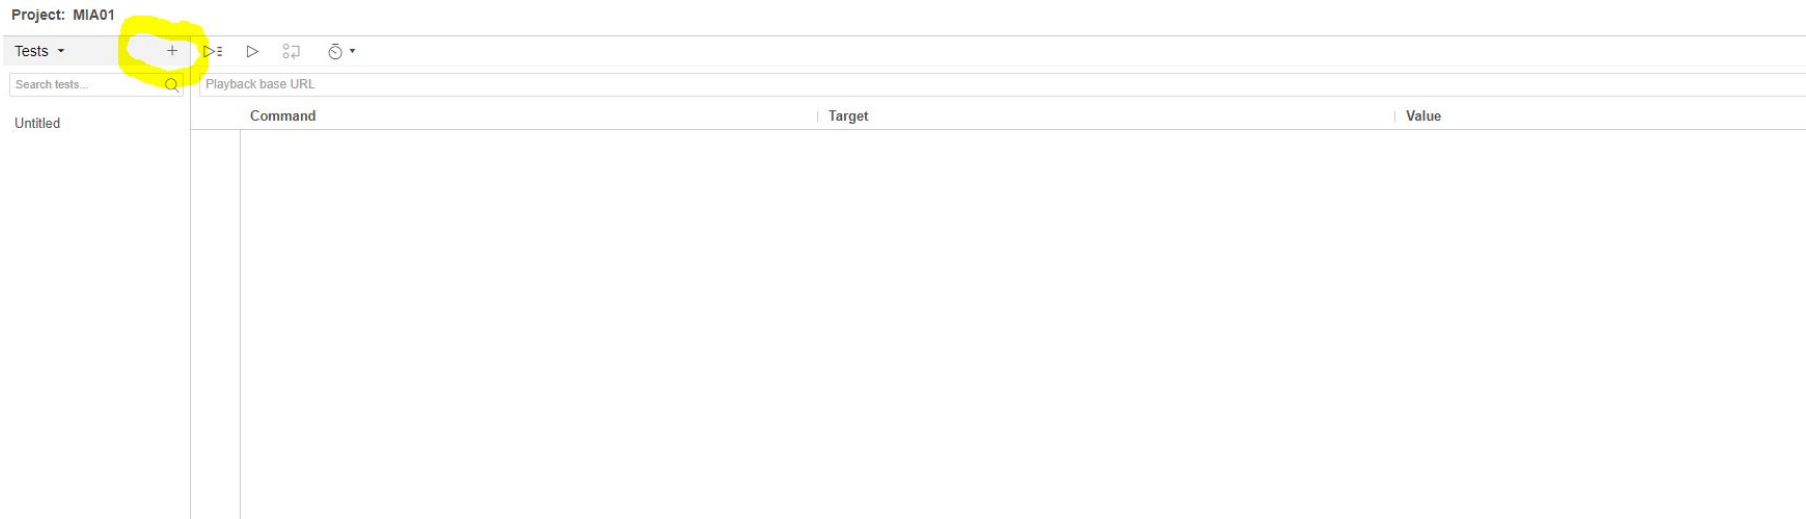 Project: MIA01
Tests
Search tests...
Playback base URL
Untitled
Command Target Value